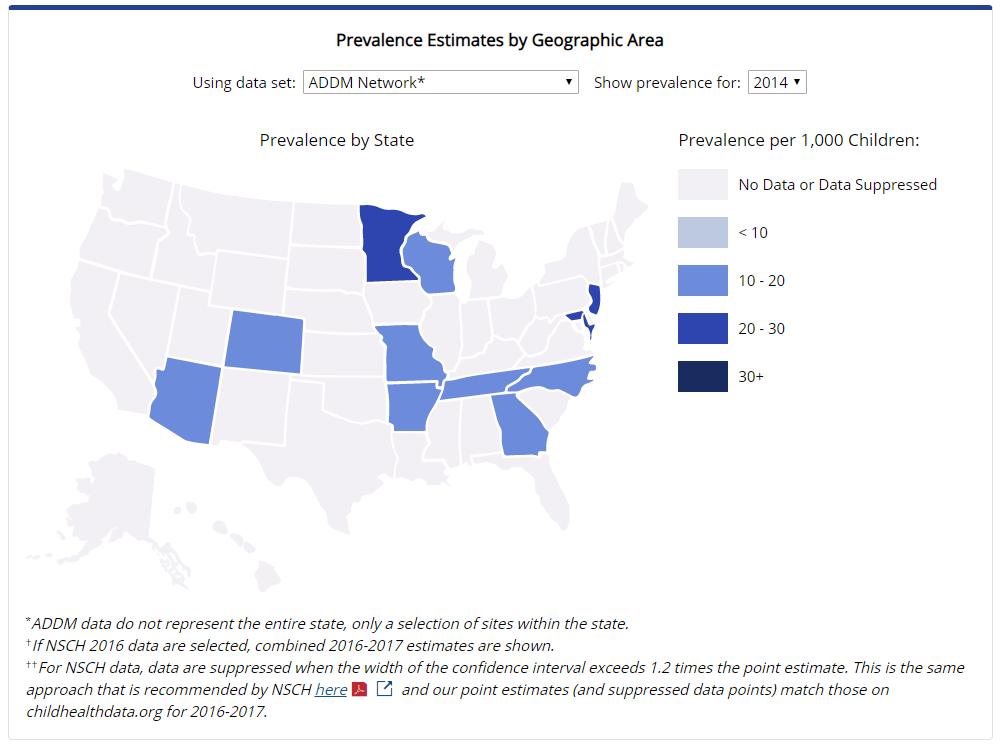 Prevalence Estimates by Geographic Area
Using data set: ADDM Network* Show prevalence for: 2014
Prevalence by State
Prevalence per 1,000 Children:
No Data or Data Suppressed
< 10
10 - 20
20 - 30
30+
*ADDM data do not represent the entire state, only a selection of sites within the state.
†If NSCH 2016 data are selected, combined 2016-2017 estimates are shown.
††For NSCH data, data are suppressed when the width of the confidence interval exceeds 1.2 times the point estimate. This is the same
approach that is recommended by NSCH here and our point estimates (and suppressed data points) match those on
childhealthdata.org for 2016-2017.